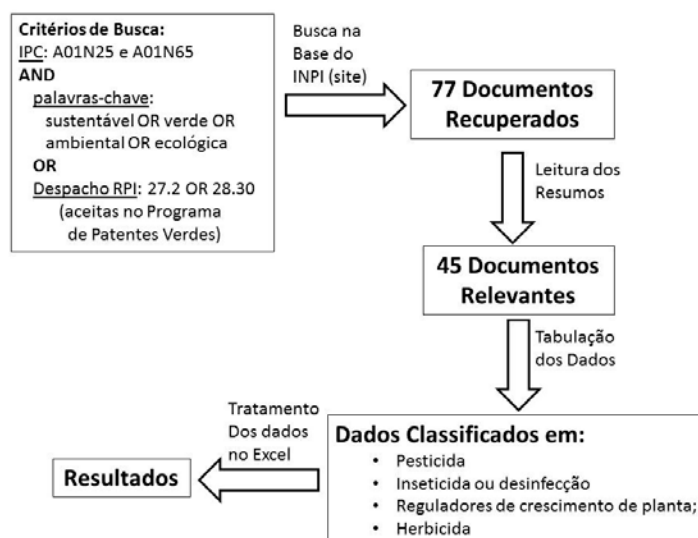 Critérios de Busca:
IPC: A01N25 e A01N65
AND
palavras-chave:
sustentável OR verde OR
ambiental OR ecológica
OR
Despacho RPI: 27.2 OR 28.30
(aceitas no Programa
de Patentes Verdes)
Busca na
Base do
INPI (site)
77 Documentos
Recuperados
Leitura dos
Resumos
45 Documentos
Relevantes
Tabulação
dos Dados
Dados Classificados em:
• Pesticida
• Inseticida ou desinfecção
• Reguladores de crescimento de planta;
• Herbicida
Tratamento
Dos dados
no Excel
Resultados